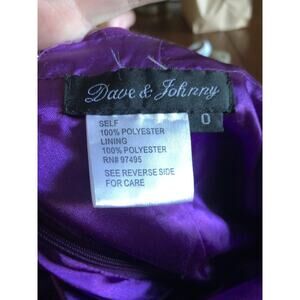 Dave & Johnny
0
SELF
100% POLYESTER
LINING
100% POLYESTER
RN# 97495
SEE REVERSE SIDE
FOR CARE